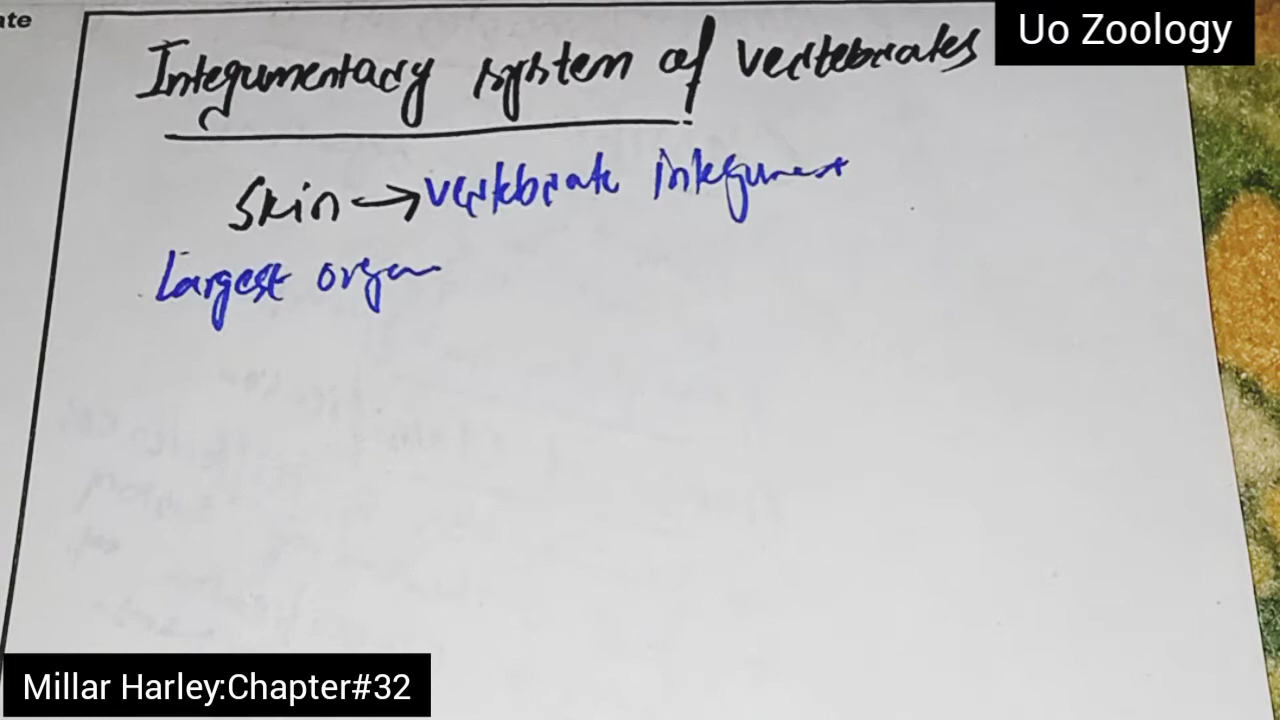 ate
Uo Zoology
Integumentary system of vertebrates
Skin → vertebrate integument
Largest organ
Millar Harley:Chapter#32